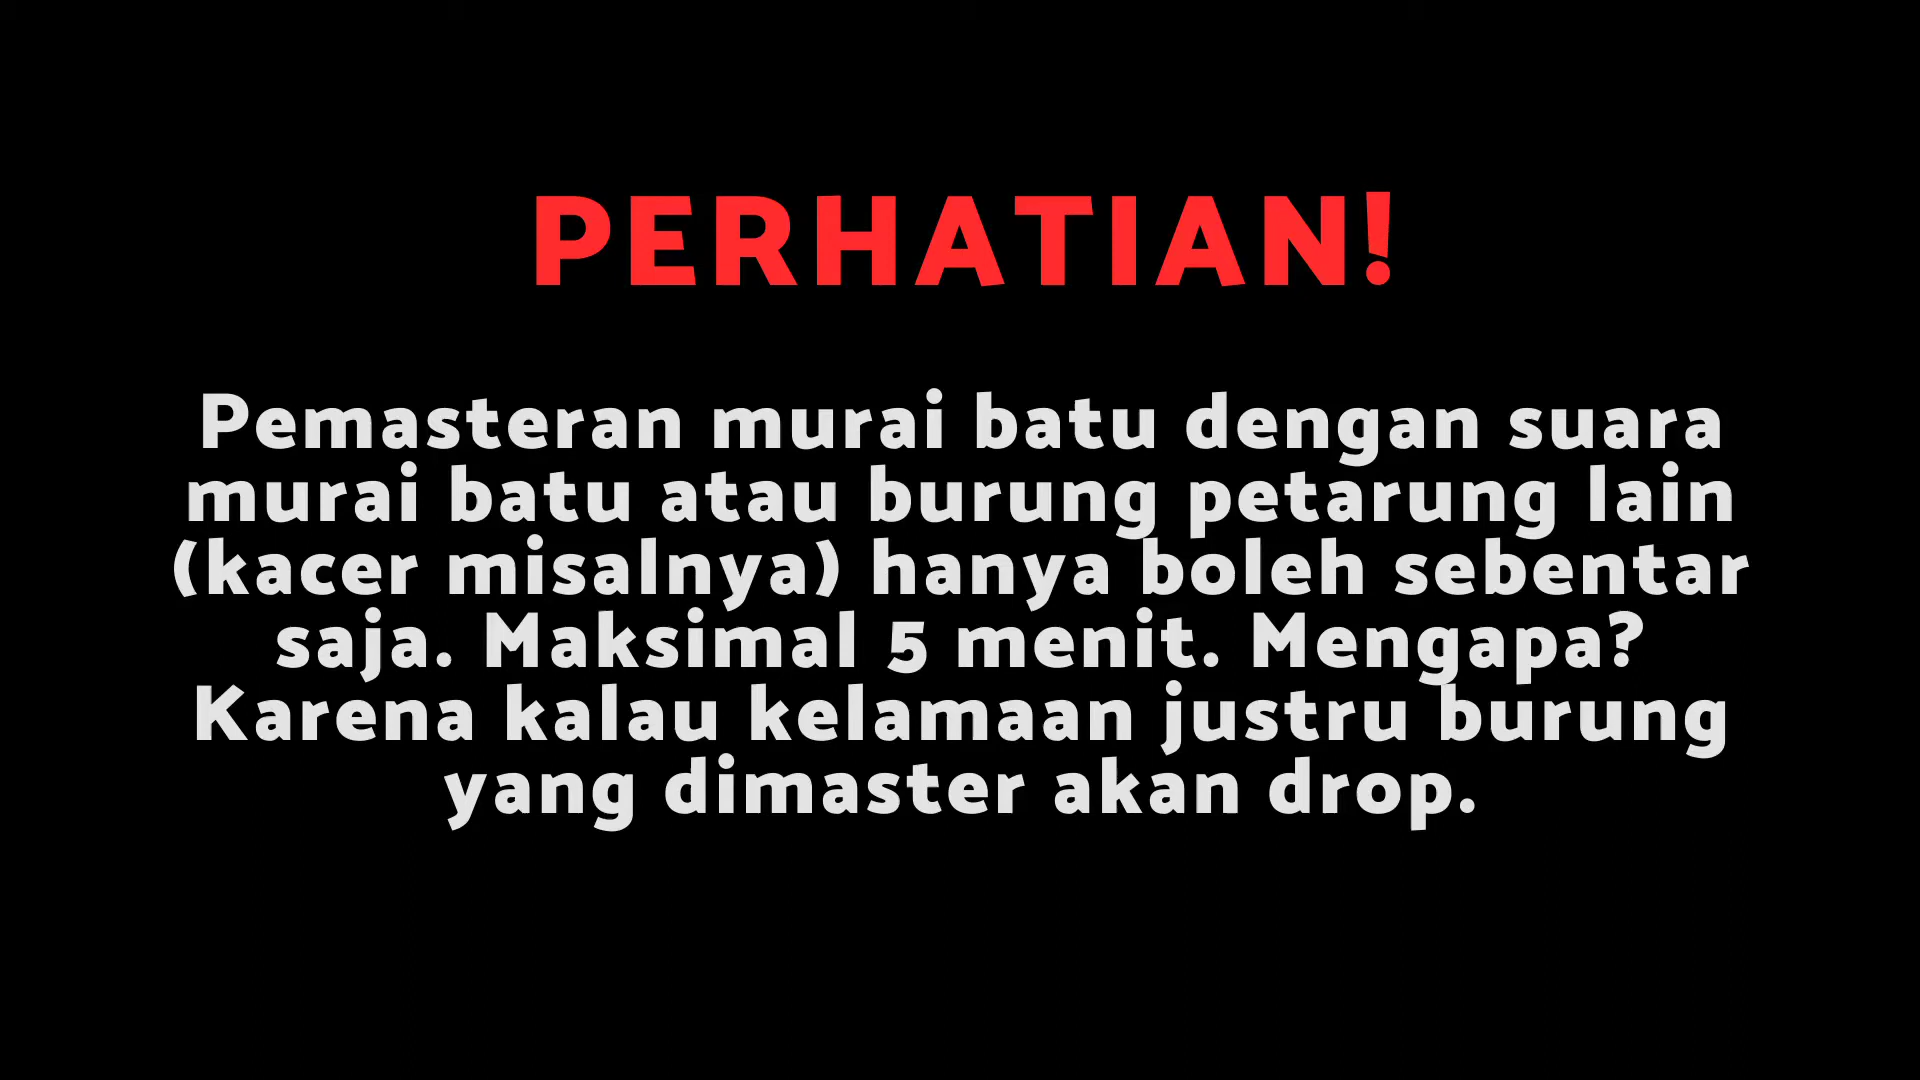 PERHATIAN!
Pemasteran murai batu dengan suara
murai batu atau burung petarung lain
(kacer misalnya) hanya boleh sebentar
saja. Maksimal 5 menit. Mengapa?
Karena kalau kelamaan justru burung
yang dimaster akan drop.